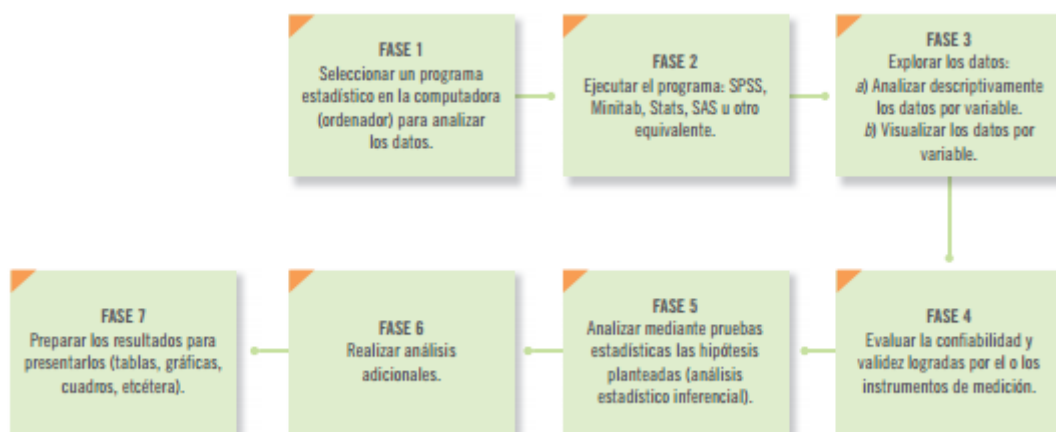 FASE 1
Seleccionar un programa
estadístico en la computadora
(ordenador) para analizar
los datos.
FASE 2
Ejecutar el programa: SPSS,
Minitab, Stats, SAS u otro
equivalente.
FASE 3
Explorar los datos:
a) Analizar descriptivamente
los datos por variable.
b) Visualizar los datos por
variable.
FASE 4
Evaluar la confiabilidad y
validez logradas por el o los
instrumentos de medición.
FASE 5
Analizar mediante pruebas
estadísticas las hipótesis
planteadas (análisis
estadístico inferencial).
FASE 6
Realizar análisis
adicionales.
FASE 7
Preparar los resultados para
presentarlos (tablas, gráficas,
cuadros, etcétera).